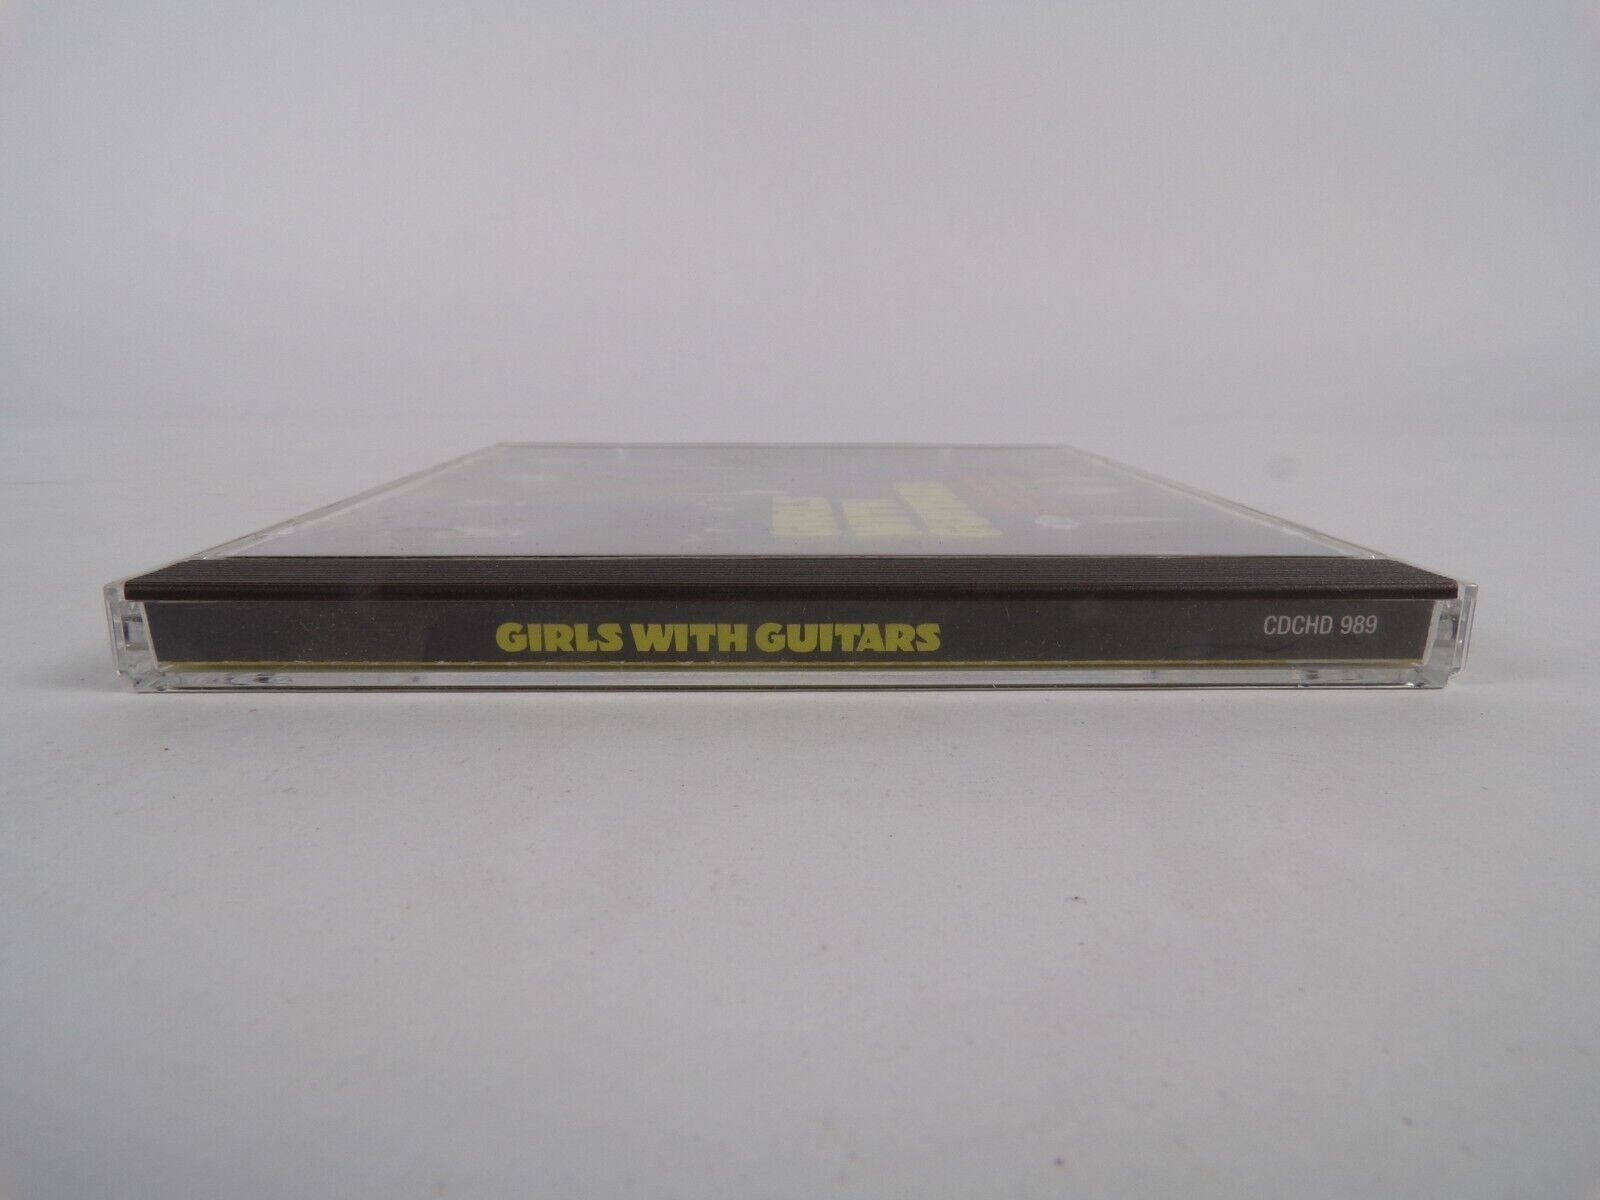 GIRLS WITH GUITARS
CDCHD 989